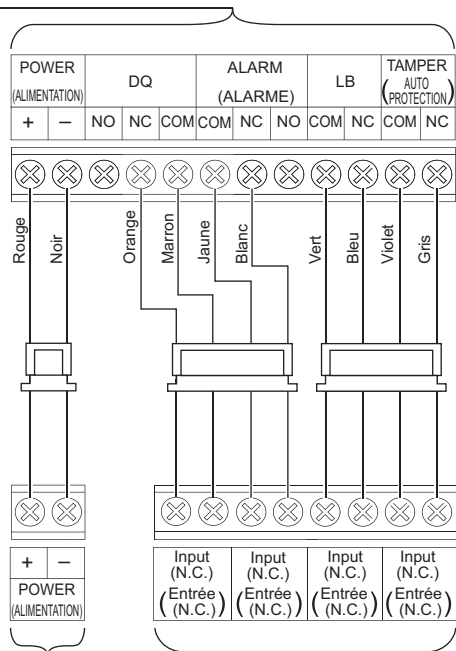 POWER
(ALIMENTATION)
DQ
ALARM
(ALARME)
LB
TAMPER
(AUTO
PROTECTION)
+ − NO NC COM COM NC NO COM NC COM NC
Rouge
Noir
Orange
Marron
Jaune
Blanc
Vert
Bleu
Violet
Gris
+ −
POWER
(ALIMENTATION)
Input
(N.C.)
(Entrée
(N.C.))
Input
(N.C.)
(Entrée
(N.C.))
Input
(N.C.)
(Entrée
(N.C.))
Input
(N.C.)
(Entrée
(N.C.))